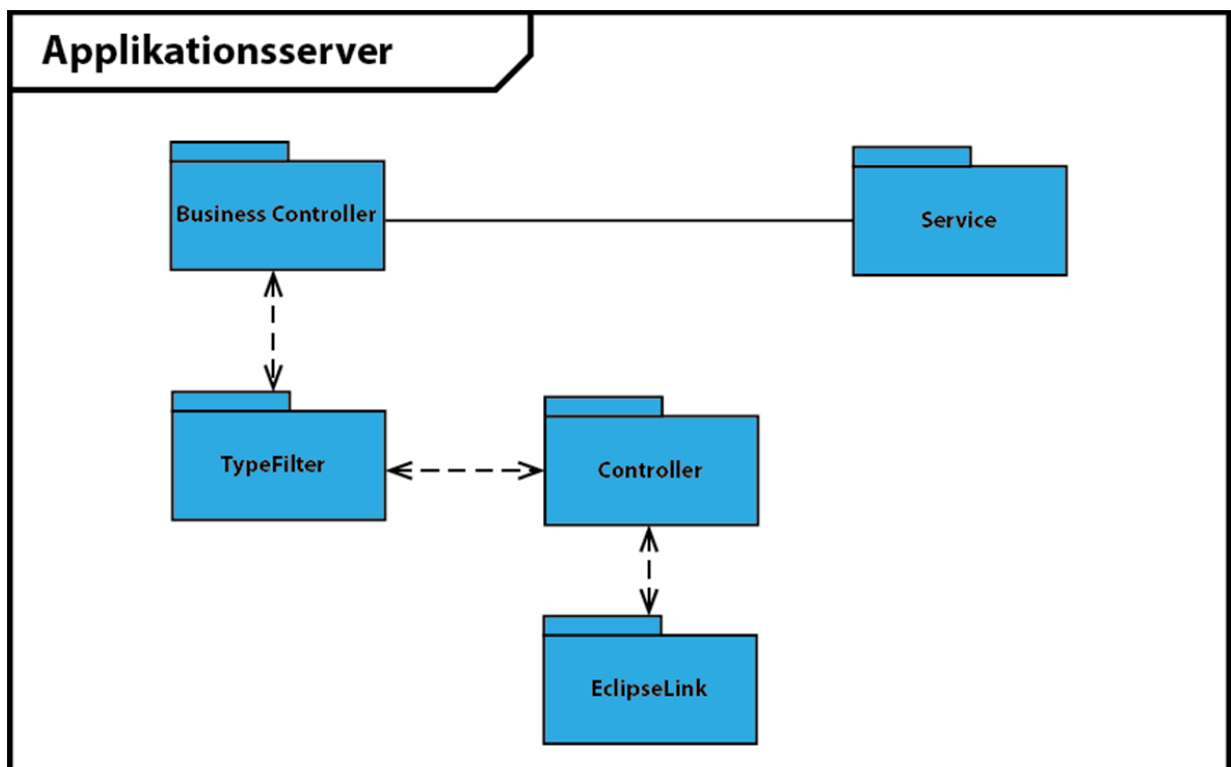 Applikationsserver
Business Controller
Service
TypeFilter
Controller
EclipseLink